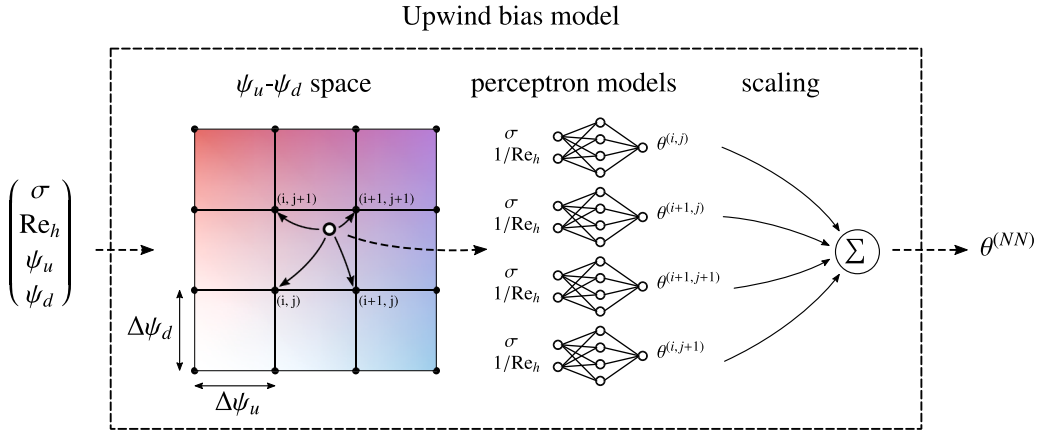 Upwind bias model
ψu-ψd space
perceptron models
scaling
σ
Reh
ψu
ψd
(i, j+1)
(i+1, j+1)
(i, j)
(i+1, j)
Δψd
Δψu
σ
1/Reh
θ(i,j)
σ
1/Reh
θ(i+1,j)
σ
1/Reh
θ(i+1,j+1)
σ
1/Reh
θ(i,j+1)
Σ
θ(NN)